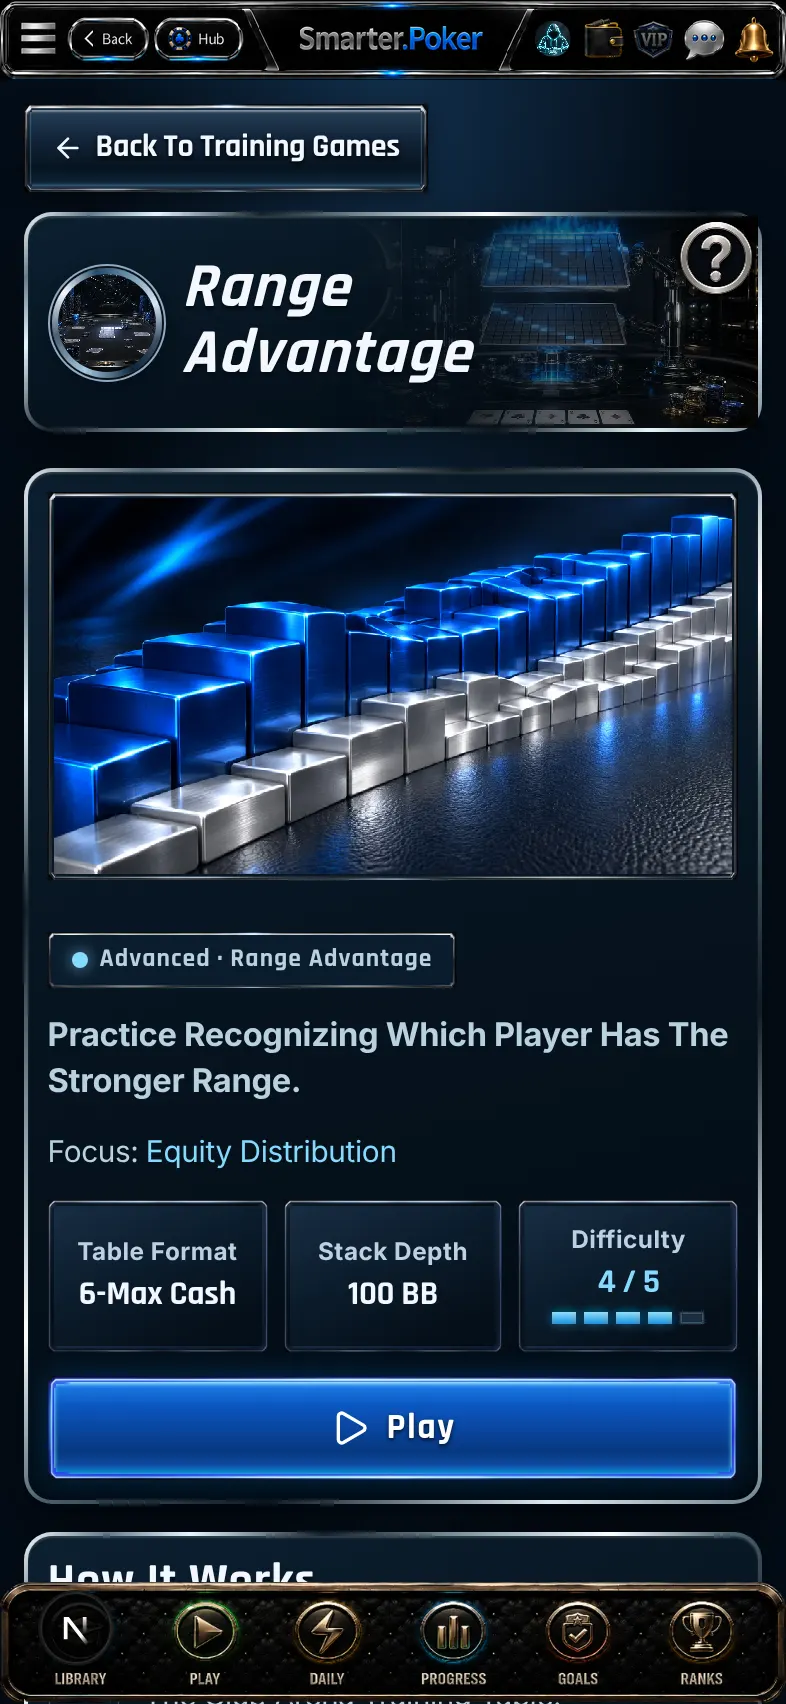 Back
Hub
Smarter.Poker
VIP
Back To Training Games
Range
Advantage
?
Advanced · Range Advantage
Practice Recognizing Which Player Has The
Stronger Range.
Focus: Equity Distribution
Table Format
6-Max Cash
Stack Depth
100 BB
Difficulty
4 / 5
Play
How It Works
N
LIBRARY
PLAY
DAILY
PROGRESS
GOALS
RANKS